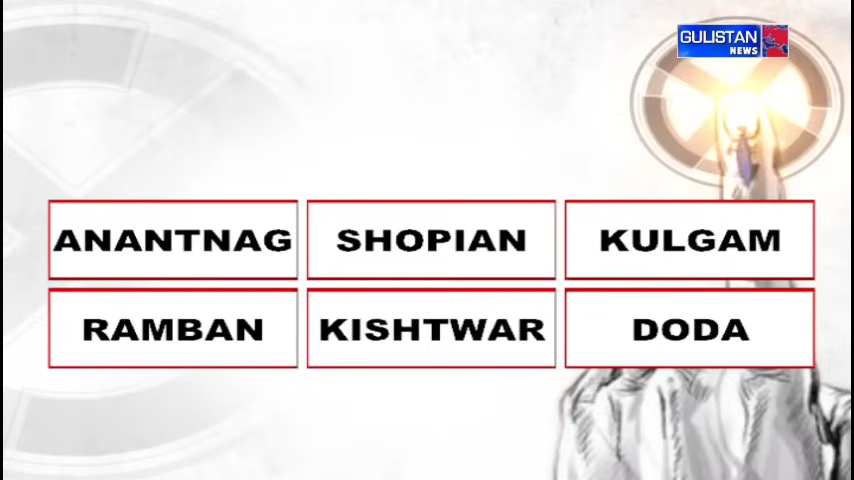 GULISTAN
NEWS
ANANTNAG SHOPIAN KULGAM
RAMBAN KISHTWAR DODA